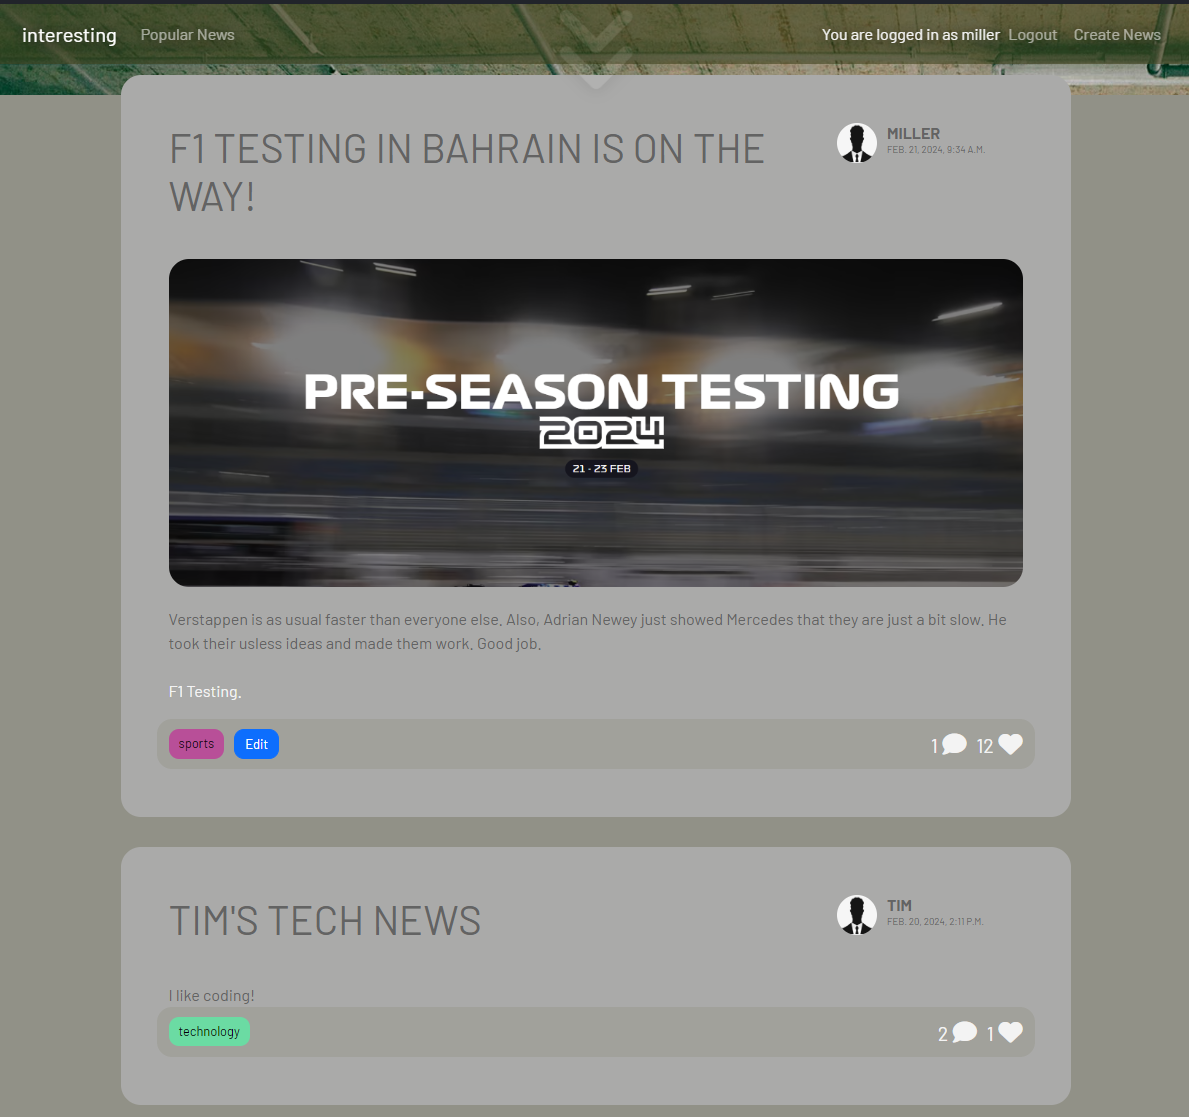 interesting Popular News You are logged in as miller Logout Create News
F1 TESTING IN BAHRAIN IS ON THE
WAY!
MILLER
FEB. 21, 2024, 9:34 A.M.
PRE-SEASON TESTING
2024
21 - 23 FEB
Verstappen is as usual faster than everyone else. Also, Adrian Newey just showed Mercedes that they are just a bit slow. He
took their usless ideas and made them work. Good job.
F1 Testing.
sports Edit 1 12
TIM'S TECH NEWS
TIM
FEB. 20, 2024, 2:11 P.M.
I like coding!
technology 2 1